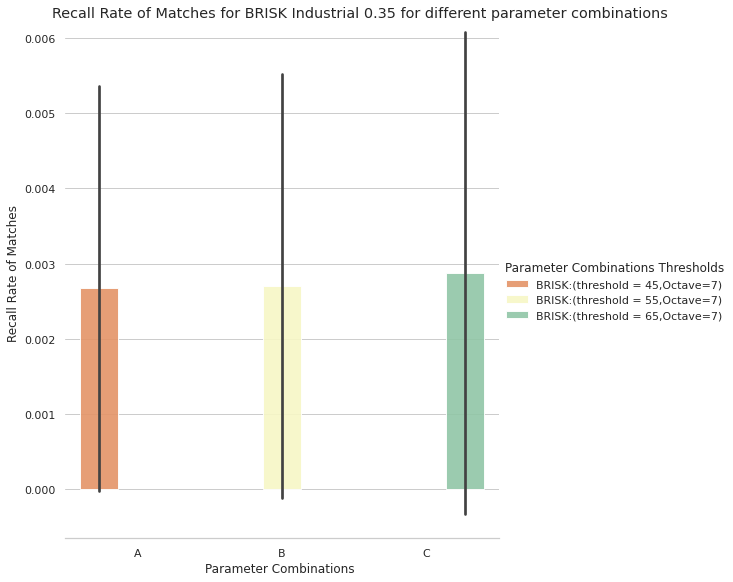 Recall Rate of Matches for BRISK Industrial 0.35 for different parameter combinations
0.006
0.005
0.004
0.003
0.002
0.001
0.000
Recall Rate of Matches
A B C
Parameter Combinations
Parameter Combinations Thresholds
BRISK:(threshold = 45,Octave=7)
BRISK:(threshold = 55,Octave=7)
BRISK:(threshold = 65,Octave=7)